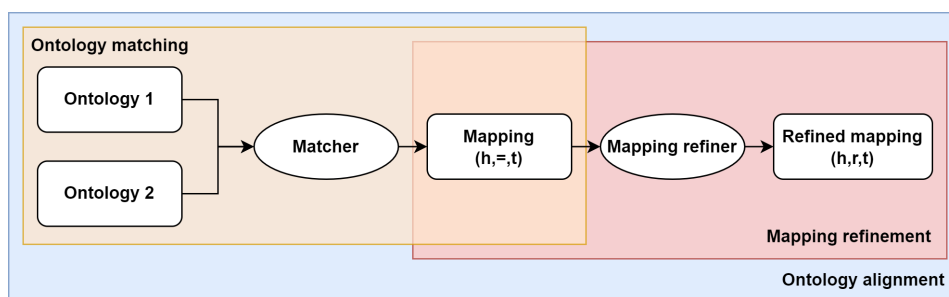 Ontology matching
Ontology 1
Ontology 2
Matcher
Mapping
(h,=,t)
Mapping refiner
Refined mapping
(h,r,t)
Mapping refinement
Ontology alignment